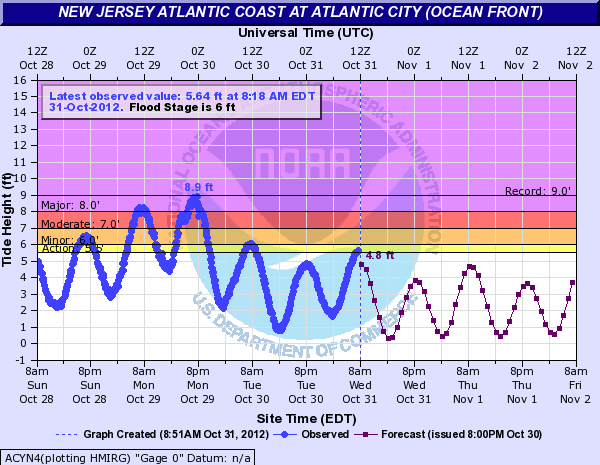 NEW JERSEY ATLANTIC COAST AT ATLANTIC CITY (OCEAN FRONT)
Universal Time (UTC)
12Z 0Z 12Z 0Z 12Z 0Z 12Z 0Z 12Z 0Z 12Z
Oct 28 Oct 29 Oct 29 Oct 30 Oct 30 Oct 31 Oct 31 Nov 1 Nov 1 Nov 2 Nov 2
Tide Height (ft)
16
15
14
13
12
11
10
9
8
7
6
5
4
3
2
1
0
-1
Latest observed value: 5.64 ft at 8:18 AM EDT
31-Oct-2012. Flood Stage is 6 ft
NOAA
8.9 ft
Record: 9.0'
Major: 8.0'
Moderate: 7.0'
Minor: 6.0'
Action: 5.5'
4.8 ft
U.S. DEPARTMENT OF COMMERCE
8am 8pm 8am 8pm 8am 8pm 8am 8pm 8am 8pm 8am
Sun Sun Mon Mon Tue Tue Wed Wed Thu Thu Fri
Oct 28 Oct 28 Oct 29 Oct 29 Oct 30 Oct 30 Oct 31 Oct 31 Nov 1 Nov 1 Nov 2
Site Time (EDT)
Graph Created (8:51AM Oct 31, 2012) Observed Forecast (issued 8:00PM Oct 30)
ACYN4(plotting HMIRG) "Gage 0" Datum: n/a